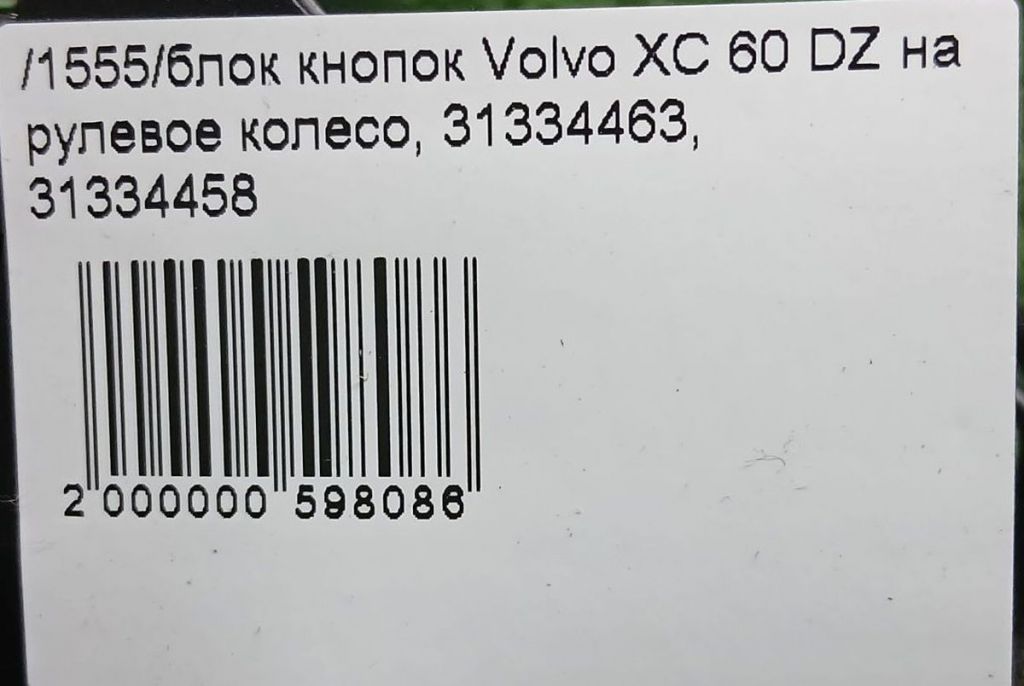 /1555/блок кнопок Volvo XC 60 DZ на
рулевое колесо, 31334463,
31334458
2 000000 598086